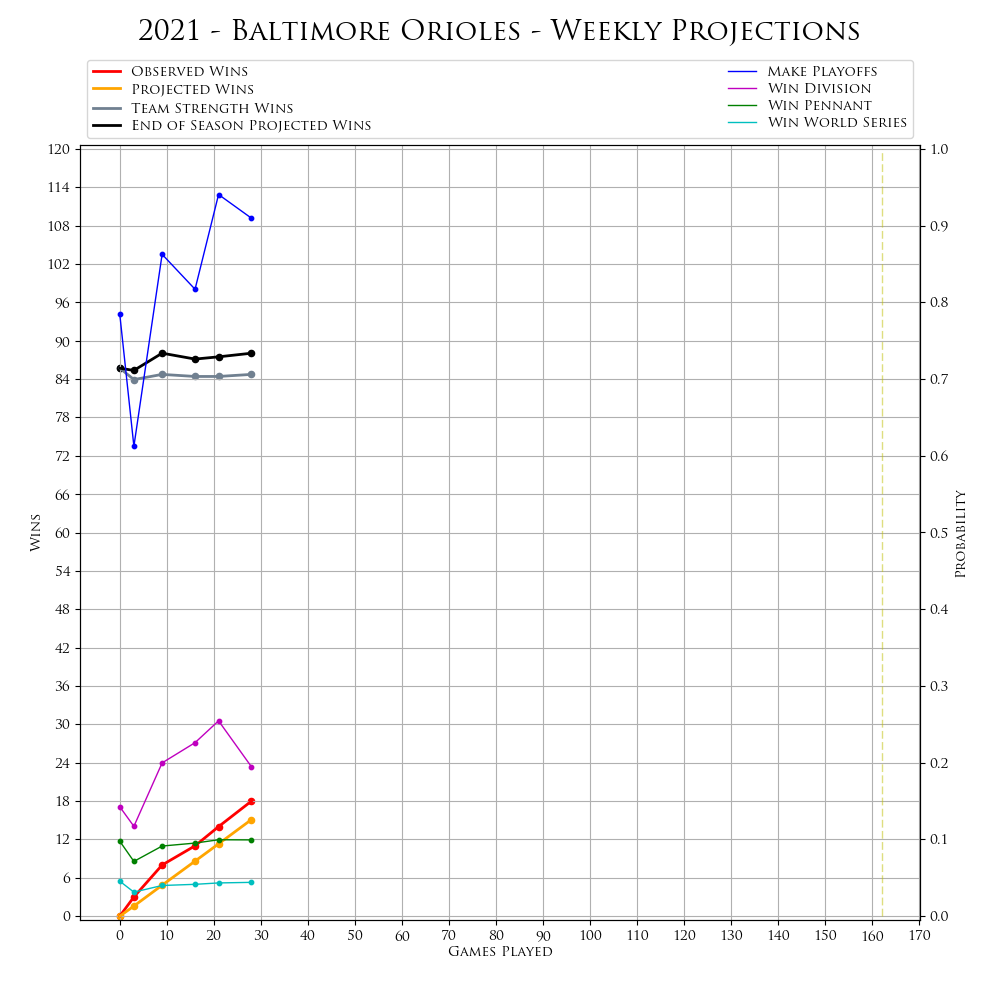 2021 - Baltimore Orioles - Weekly Projections
Observed Wins
Projected Wins
Team Strength Wins
End of Season Projected Wins
Make Playoffs
Win Division
Win Pennant
Win World Series
120
114
108
102
96
90
84
78
72
66
60
54
48
42
36
30
24
18
12
6
0
Wins
1.0
0.9
0.8
0.7
0.6
0.5
0.4
0.3
0.2
0.1
0.0
Probability
0 10 20 30 40 50 60 70 80 90 100 110 120 130 140 150 160 170
Games Played